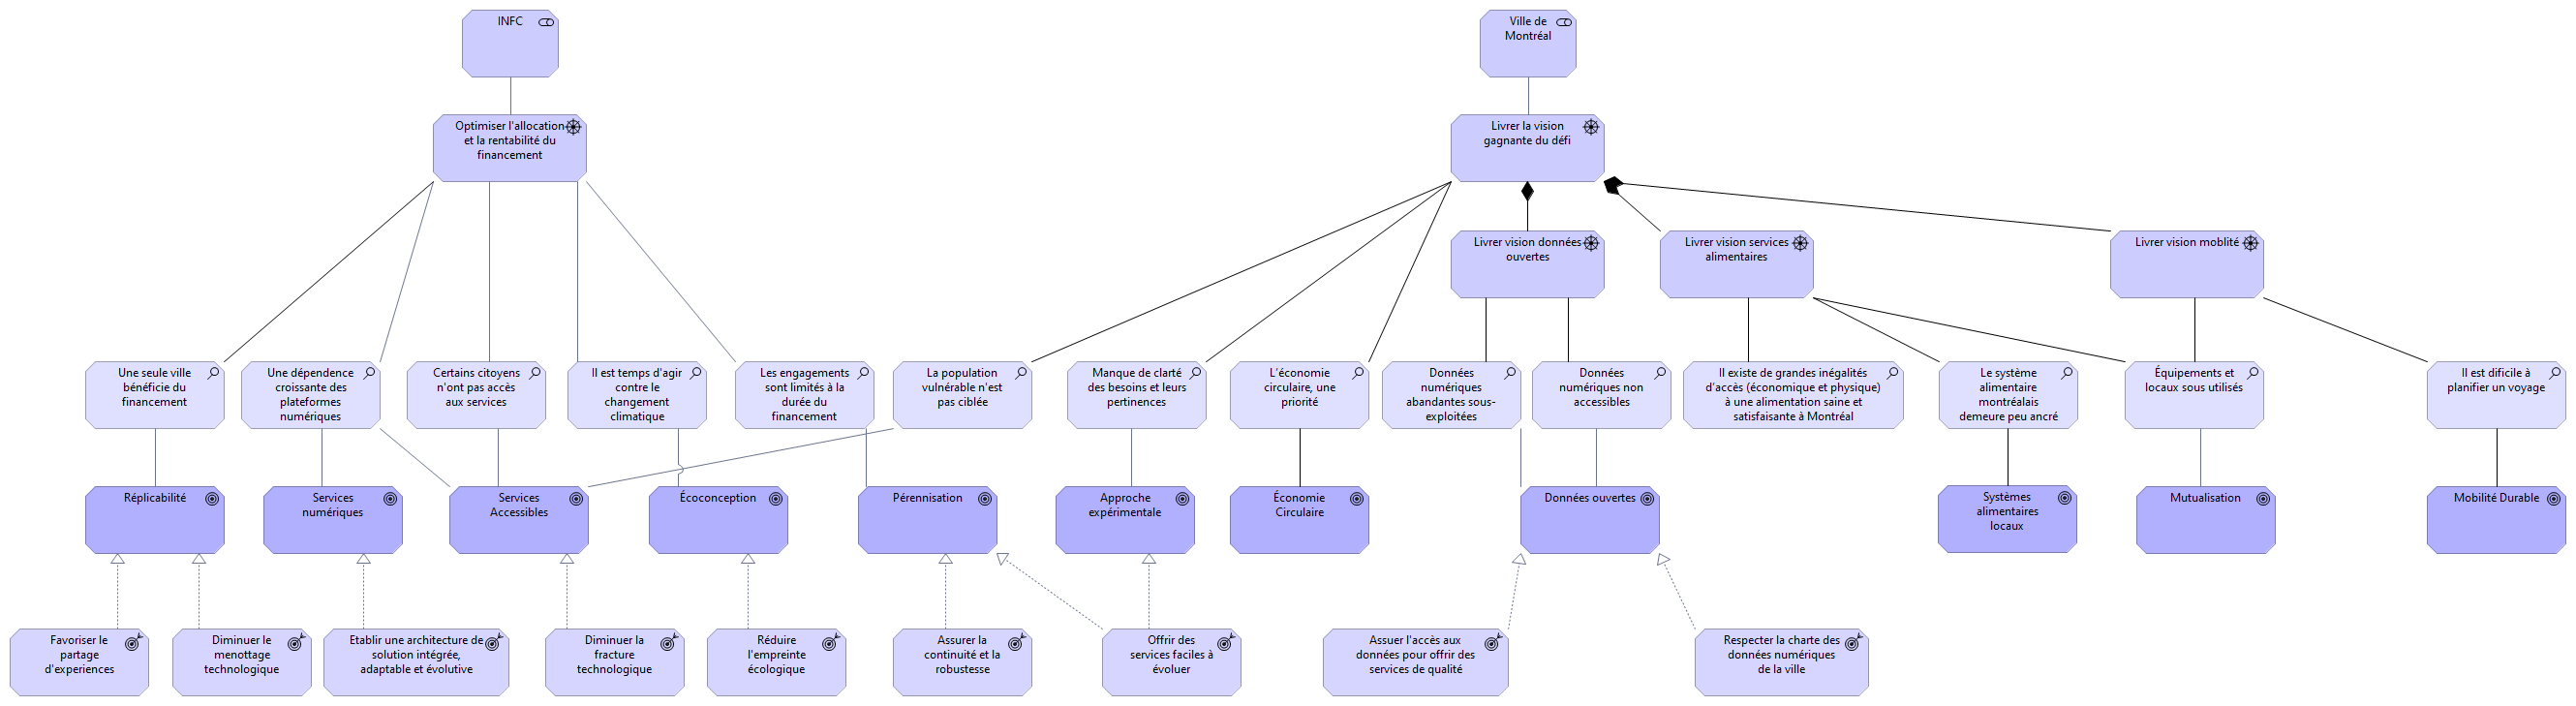 INFC
Ville de
Montréal
Optimiser l'allocation
et la rentabilité du
financement
Livrer la vision
gagnante du défi
Livrer vision données
ouvertes
Livrer vision services
alimentaires
Livrer vision moblité
Une seule ville
bénéficie du
financement
Une dépendence
croissante des
plateformes
numériques
Certains citoyens
n'ont pas accès
aux services
Il est temps d'agir
contre le
changement
climatique
Les engagements
sont limités à la
durée du
financement
La population
vulnérable n'est
pas ciblée
Manque de clarté
des besoins et leurs
pertinences
L'économie
circulaire, une
priorité
Données
numériques
abandantes sous-
exploitées
Données
numériques non
accessibles
Il existe de grandes inégalités
d'accès (économique et physique)
à une alimentation saine et
satisfaisante à Montréal
Le système
alimentaire
montréalais
demeure peu ancré
Équipements et
locaux sous utilisés
Il est dificile à
planifier un voyage
Réplicabilité
Services
numériques
Services
Accessibles
Écoconception
Pérennisation
Approche
expérimentale
Économie
Circulaire
Données ouvertes
Systèmes
alimentaires
locaux
Mutualisation
Mobilité Durable
Favoriser le
partage
d'experiences
Diminuer le
menottage
technologique
Etablir une architecture de
solution intégrée,
adaptable et évolutive
Diminuer la
fracture
technologique
Réduire
l'empreinte
écologique
Assurer la
continuité et la
robustesse
Offrir des
services faciles à
évoluer
Assuer l'accès aux
données pour offrir des
services de qualité
Respecter la charte des
données numériques
de la ville